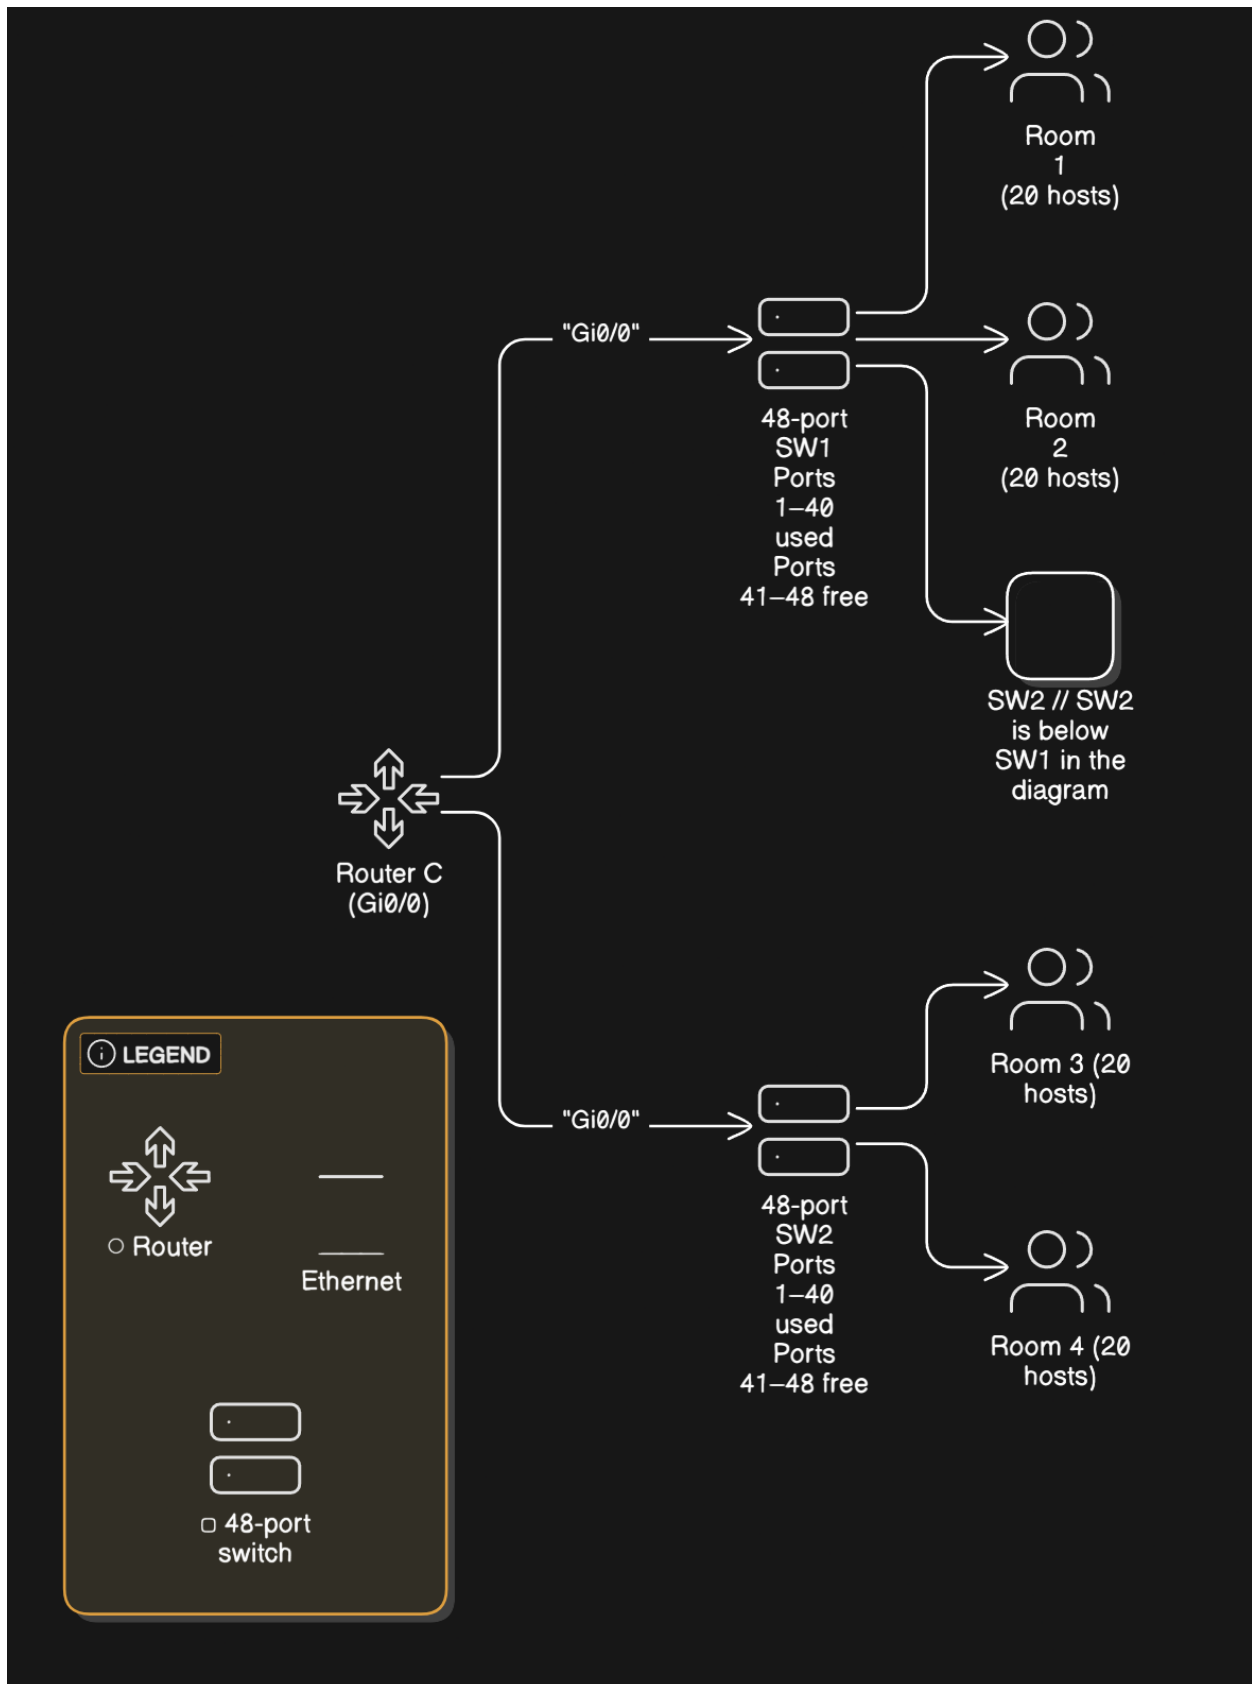 Room
1
(20 hosts)
"Gi0/0"
48-port
SW1
Ports
1–40
used
Ports
41–48 free
Room
2
(20 hosts)
SW2 // SW2
is below
SW1 in the
diagram
Router C
(Gi0/0)
Room 3 (20
hosts)
"Gi0/0"
48-port
SW2
Ports
1–40
used
Ports
41–48 free
Room 4 (20
hosts)
LEGEND
Router
Ethernet
48-port
switch